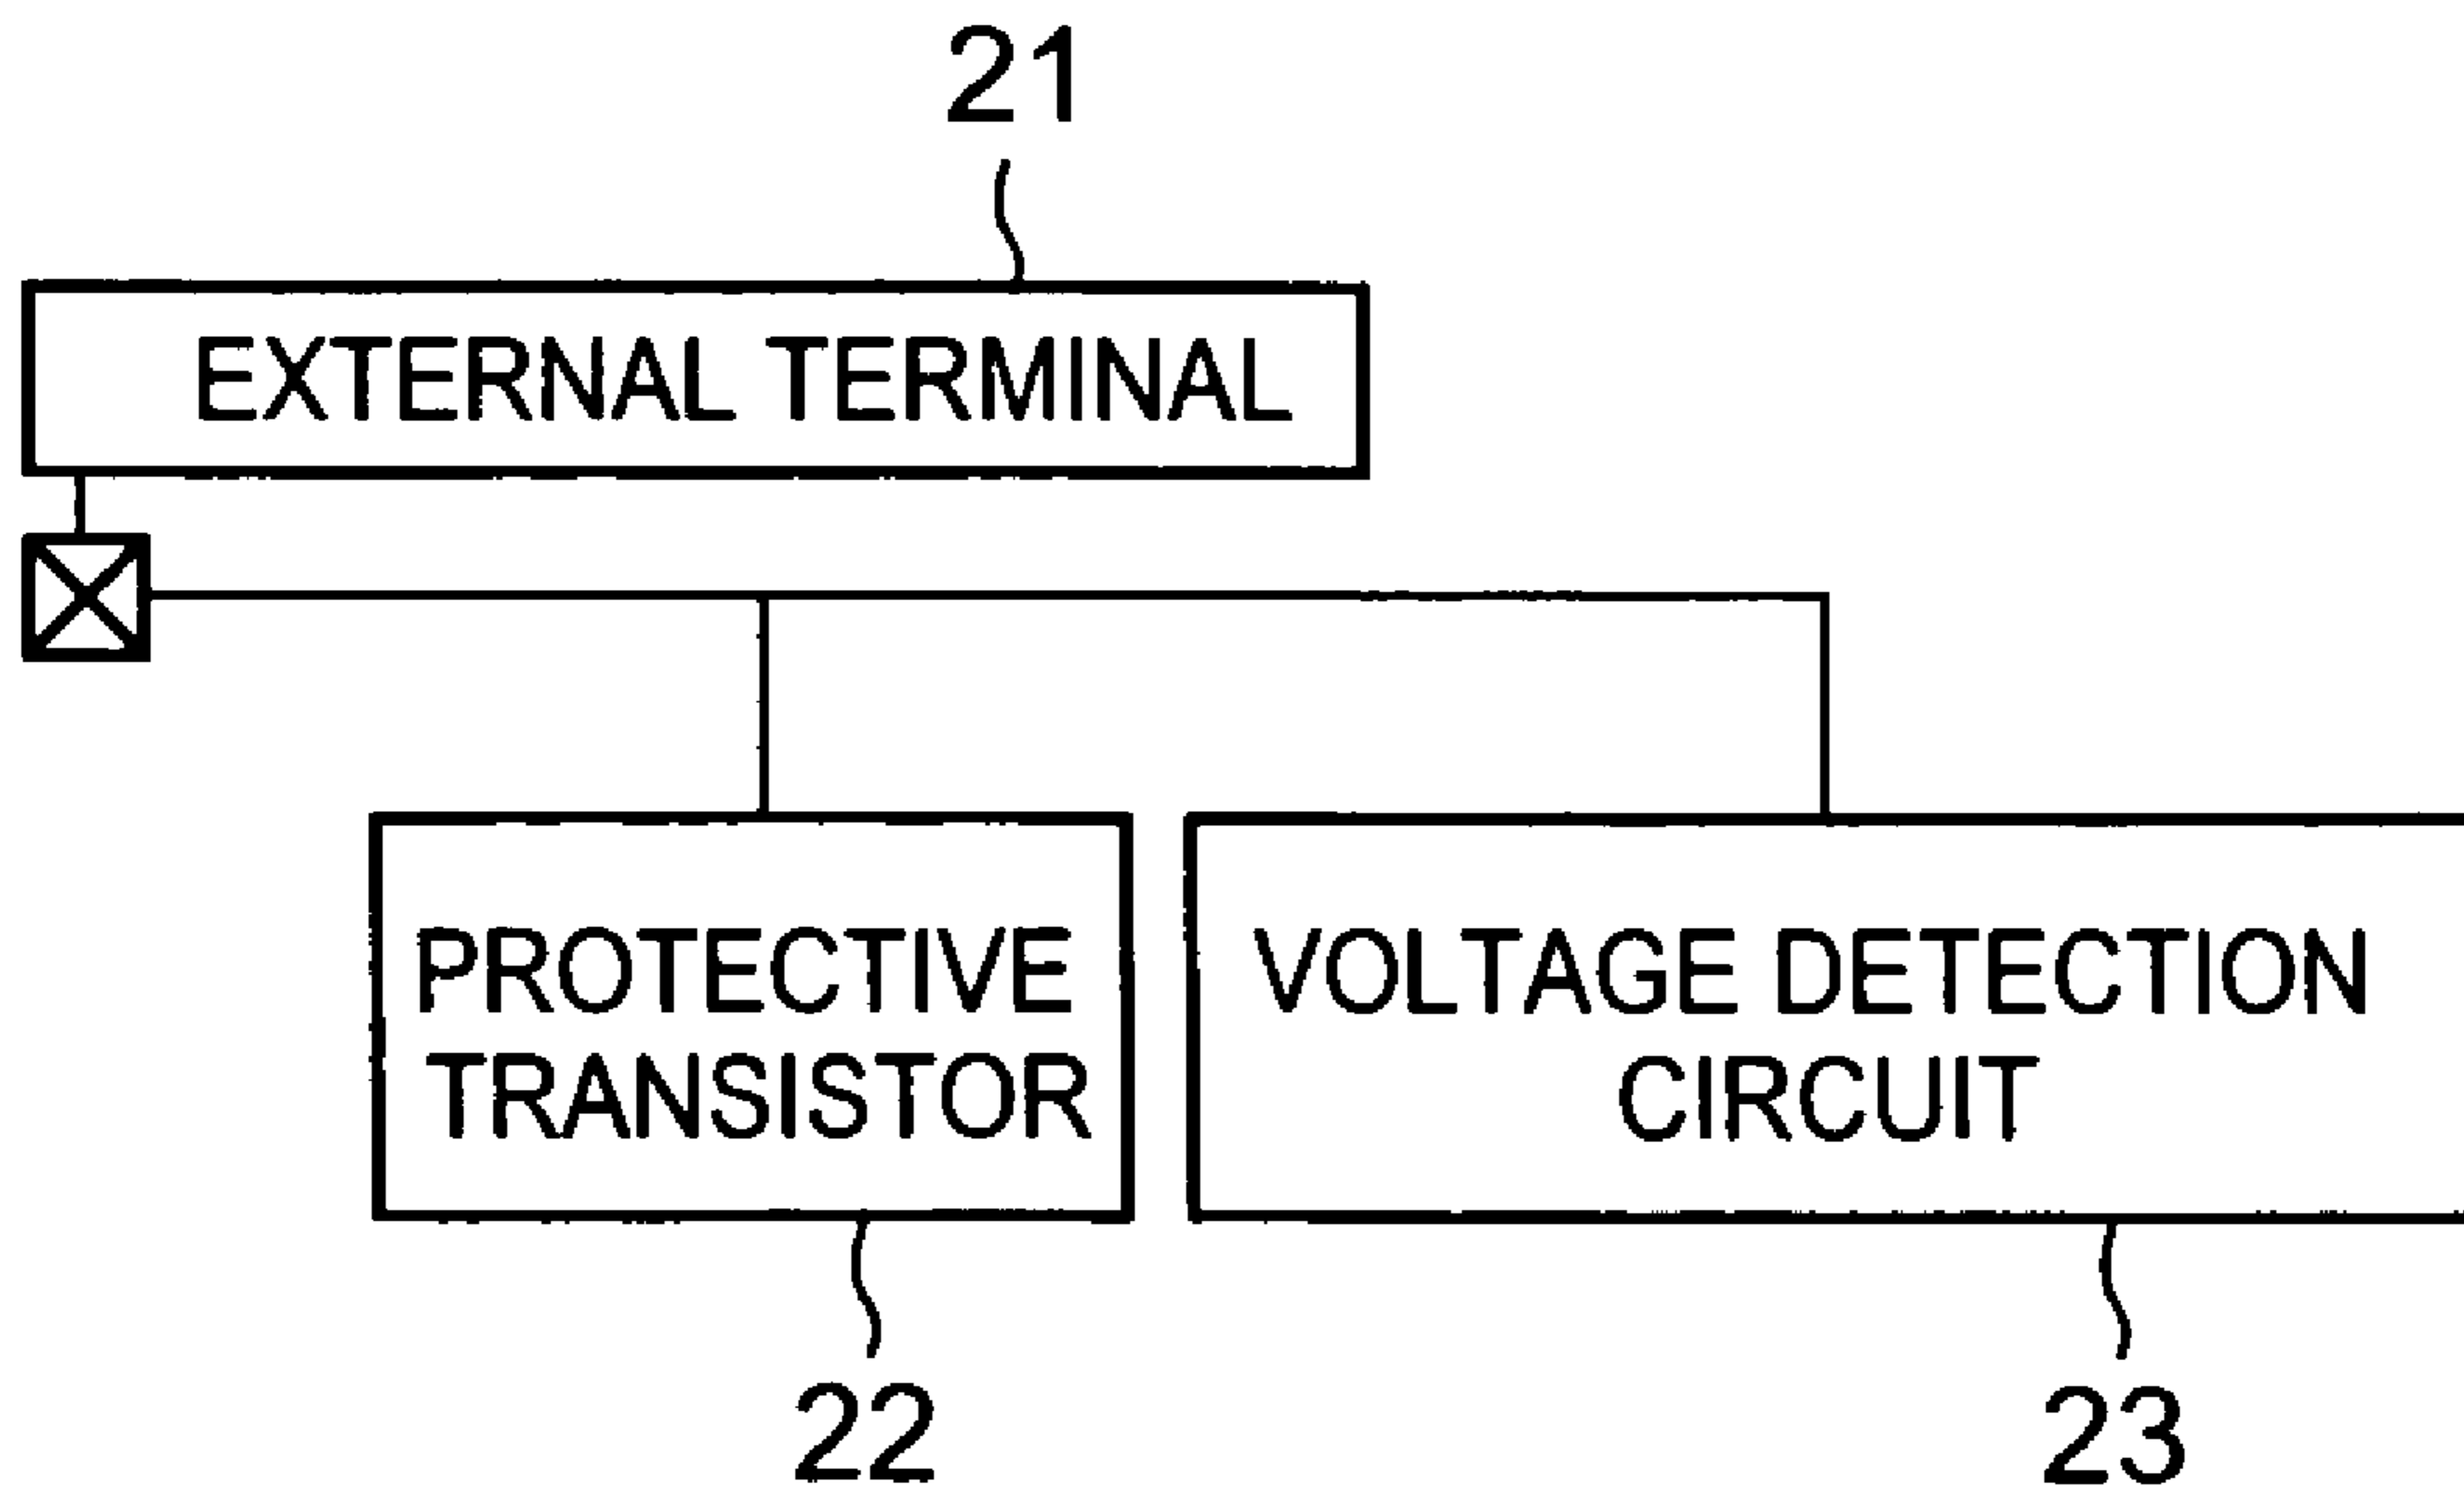 21
EXTERNAL TERMINAL
PROTECTIVE
TRANSISTOR
VOLTAGE DETECTION
CIRCUIT
22
23